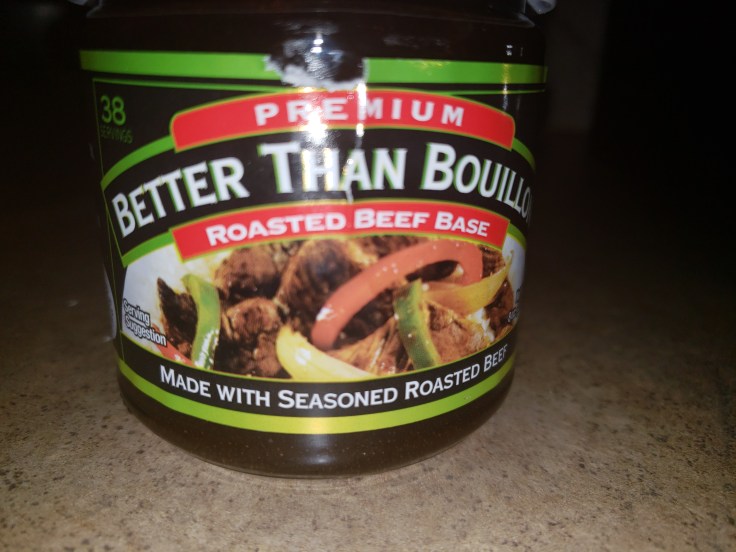 38
SERVINGS
PREMIUM
BETTER THAN BOUILLO
ROASTED BEEF BASE
Serving
Suggestion
MADE WITH SEASONED ROASTED BEEF